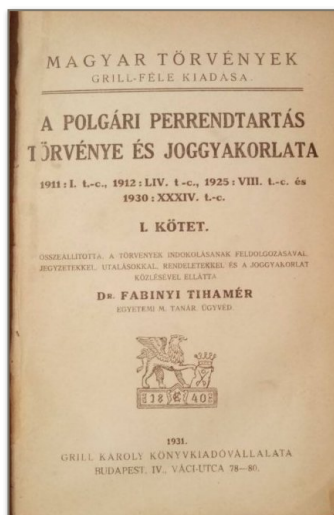 MAGYAR TÖRVÉNYEK
GRILL-FÉLE KIADÁSA.
A POLGÁRI PERRENDTARTÁS
TÖRVÉNYE ÉS JOGGYAKORLATA
1911 : I. t.-c., 1912 : LIV. t-c., 1925 : VIII. t.-c. és
1930 : XXXIV. t.-c.
I. KÖTET.
ÖSSZEÁLLÍTOTTA, A TÖRVÉNYEK INDOKOLÁSÁNAK FELDOLGOZÁSÁVAL,
JEGYZETEKKEL, UTALÁSOKKAL, RENDELETEKKEL ÉS A JOGGYAKORLAT
KÖZLÉSÉVEL ELLÁTTA
DR. FABINYI TIHAMÉR
EGYETEMI M. TANÁR, ÜGYVÉD.
18 40
1931.
GRILL KÁROLY KÖNYVKIADÓVÁLLALATA
BUDAPEST, IV., VÁCI-UTCA 78—80.